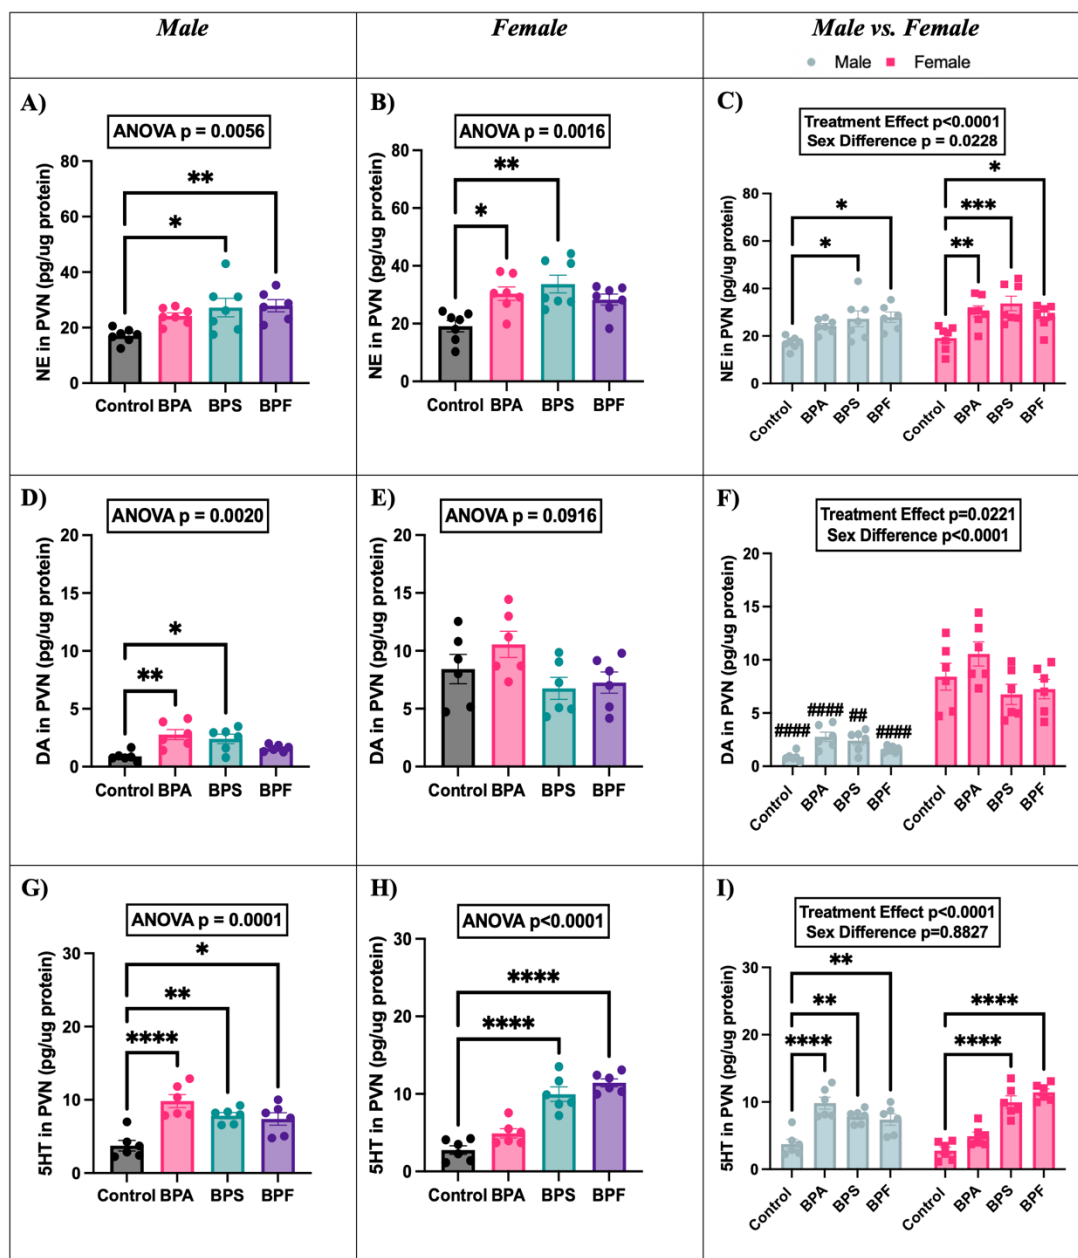 Male
Female
Male vs. Female
Male Female
A)
ANOVA p = 0.0056
NE in PVN (pg/ug protein)
80
60
40
20
0
**
*
Control BPA BPS BPF
B)
ANOVA p = 0.0016
NE in PVN (pg/ug protein)
80
60
40
20
0
**
*
Control BPA BPS BPF
C)
Treatment Effect p<0.0001
Sex Difference p = 0.0228
NE in PVN (pg/ug protein)
80
60
40
20
0
*
*
*
***
**
Control BPA BPS BPF Control BPA BPS BPF
D)
ANOVA p = 0.0020
DA in PVN (pg/ug protein)
20
15
10
5
0
*
**
Control BPA BPS BPF
E)
ANOVA p = 0.0916
DA in PVN (pg/ug protein)
20
15
10
5
0
Control BPA BPS BPF
F)
Treatment Effect p=0.0221
Sex Difference p<0.0001
DA in PVN (pg/ug protein)
20
15
10
5
0
#### #### ## ####
Control BPA BPS BPF Control BPA BPS BPF
G)
ANOVA p = 0.0001
5HT in PVN (pg/ug protein)
30
20
10
0
*
**
****
Control BPA BPS BPF
H)
ANOVA p<0.0001
5HT in PVN (pg/ug protein)
30
20
10
0
****
****
Control BPA BPS BPF
I)
Treatment Effect p<0.0001
Sex Difference p=0.8827
5HT in PVN (pg/ug protein)
30
20
10
0
**
**
****
****
****
Control BPA BPS BPF Control BPA BPS BPF